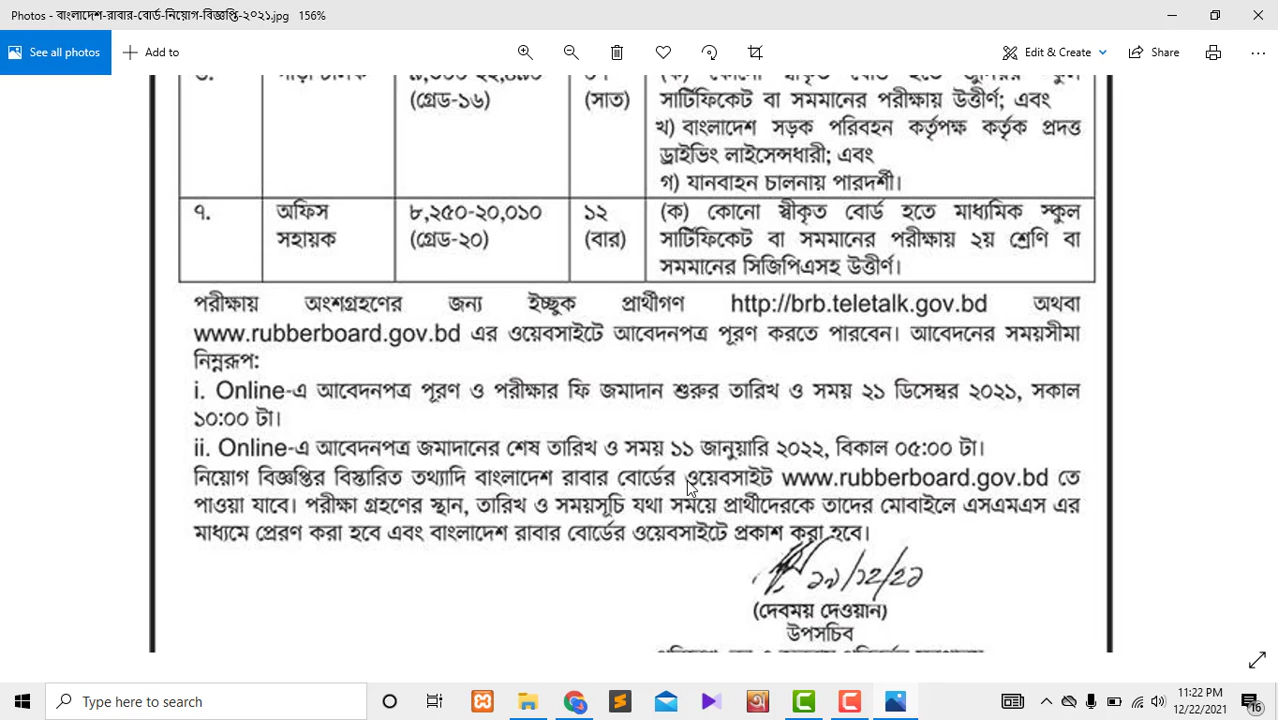 Photos - বাংলাদেশ-রাবার-বোর্ড-নিয়োগ-বিজ্ঞপ্তি-২০২১.jpg 156%
See all photos
Add to
Edit & Create
Share
(গ্রেড-১৬)
(সাত)
সার্টিফিকেট বা সমমানের পরীক্ষায় উত্তীর্ণ; এবং
খ) বাংলাদেশ সড়ক পরিবহন কর্তৃপক্ষ কর্তৃক প্রদত্ত
ড্রাইভিং লাইসেন্সধারী; এবং
গ) যানবাহন চালনায় পারদর্শী।
৭. অফিস ৮,২৫০-২০,০১০ ১২ (ক) কোনো স্বীকৃত বোর্ড হতে মাধ্যমিক স্কুল
সহায়ক (গ্রেড-২০) (বার) সার্টিফিকেট বা সমমানের পরীক্ষায় ২য় শ্রেণি বা
সমমানের সিজিপিএসহ উত্তীর্ণ।
পরীক্ষায় অংশগ্রহণের জন্য ইচ্ছুক প্রার্থীগণ http://brb.teletalk.gov.bd অথবা
www.rubberboard.gov.bd এর ওয়েবসাইটে আবেদনপত্র পূরণ করতে পারবেন। আবেদনের সময়সীমা
নিম্নরূপ:
i. Online-এ আবেদনপত্র পূরণ ও পরীক্ষার ফি জমাদান শুরুর তারিখ ও সময় ২১ ডিসেম্বর ২০২১, সকাল
১০:০০ টা।
ii. Online-এ আবেদনপত্র জমাদানের শেষ তারিখ ও সময় ১১ জানুয়ারি ২০২২, বিকাল ০৫:০০ টা।
নিয়োগ বিজ্ঞপ্তির বিস্তারিত তথ্যাদি বাংলাদেশ রাবার বোর্ডের ওয়েবসাইট www.rubberboard.gov.bd তে
পাওয়া যাবে। পরীক্ষা গ্রহণের স্থান, তারিখ ও সময়সূচি যথা সময়ে প্রার্থীদেরকে তাদের মোবাইলে এসএমএস এর
মাধ্যমে প্রেরণ করা হবে এবং বাংলাদেশ রাবার বোর্ডের ওয়েবসাইটে প্রকাশ করা হবে।
(দেবময় দেওয়ান)
উপসচিব
Type here to search
11:22 PM
12/22/2021
16